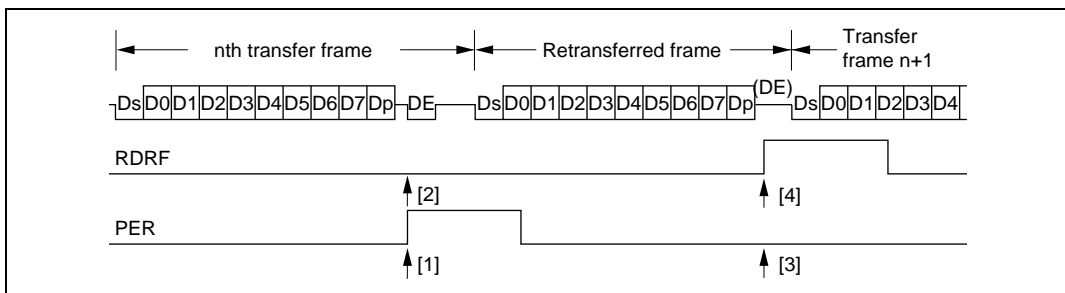 nth transfer frame Retransferred frame Transfer
frame n+1
Ds D0 D1 D2 D3 D4 D5 D6 D7 Dp DE Ds D0 D1 D2 D3 D4 D5 D6 D7 Dp (DE) Ds D0 D1 D2 D3 D4
RDRF
[2] [4]
PER
[1] [3]